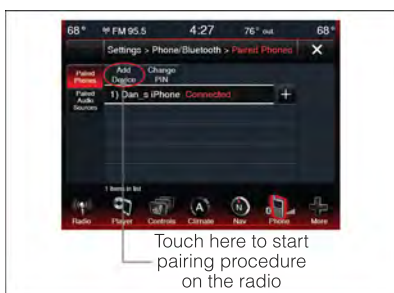 68° FM 95.5 4:27 76° out 68°
Settings > Phone/Bluetooth > Paired Phones X
Paired Phones
Add Device
Change PIN
Paired Audio Sources
1) Dan_s iPhone Connected +
1 Items in list
Radio Player Controls Climate Nav Phone More
Touch here to start
pairing procedure
on the radio